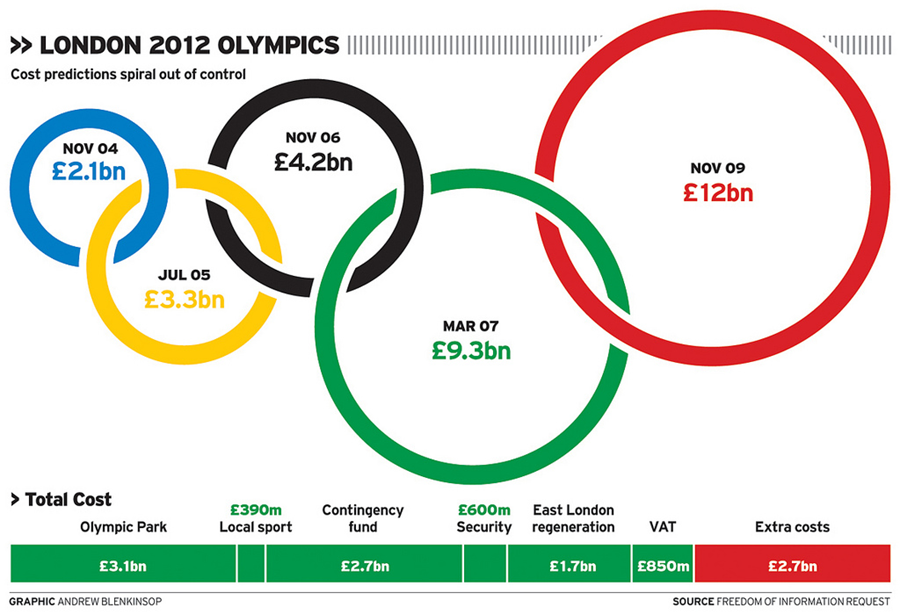 >> LONDON 2012 OLYMPICS
Cost predictions spiral out of control
NOV 04
£2.1bn
JUL 05
£3.3bn
NOV 06
£4.2bn
MAR 07
£9.3bn
NOV 09
£12bn
> Total Cost
Olympic Park
£3.1bn
£390m
Local sport
Contingency
fund
£2.7bn
£600m
Security
East London
regeneration
£1.7bn
VAT
£850m
Extra costs
£2.7bn
GRAPHIC ANDREW BLENKINSOP
SOURCE FREEDOM OF INFORMATION REQUEST